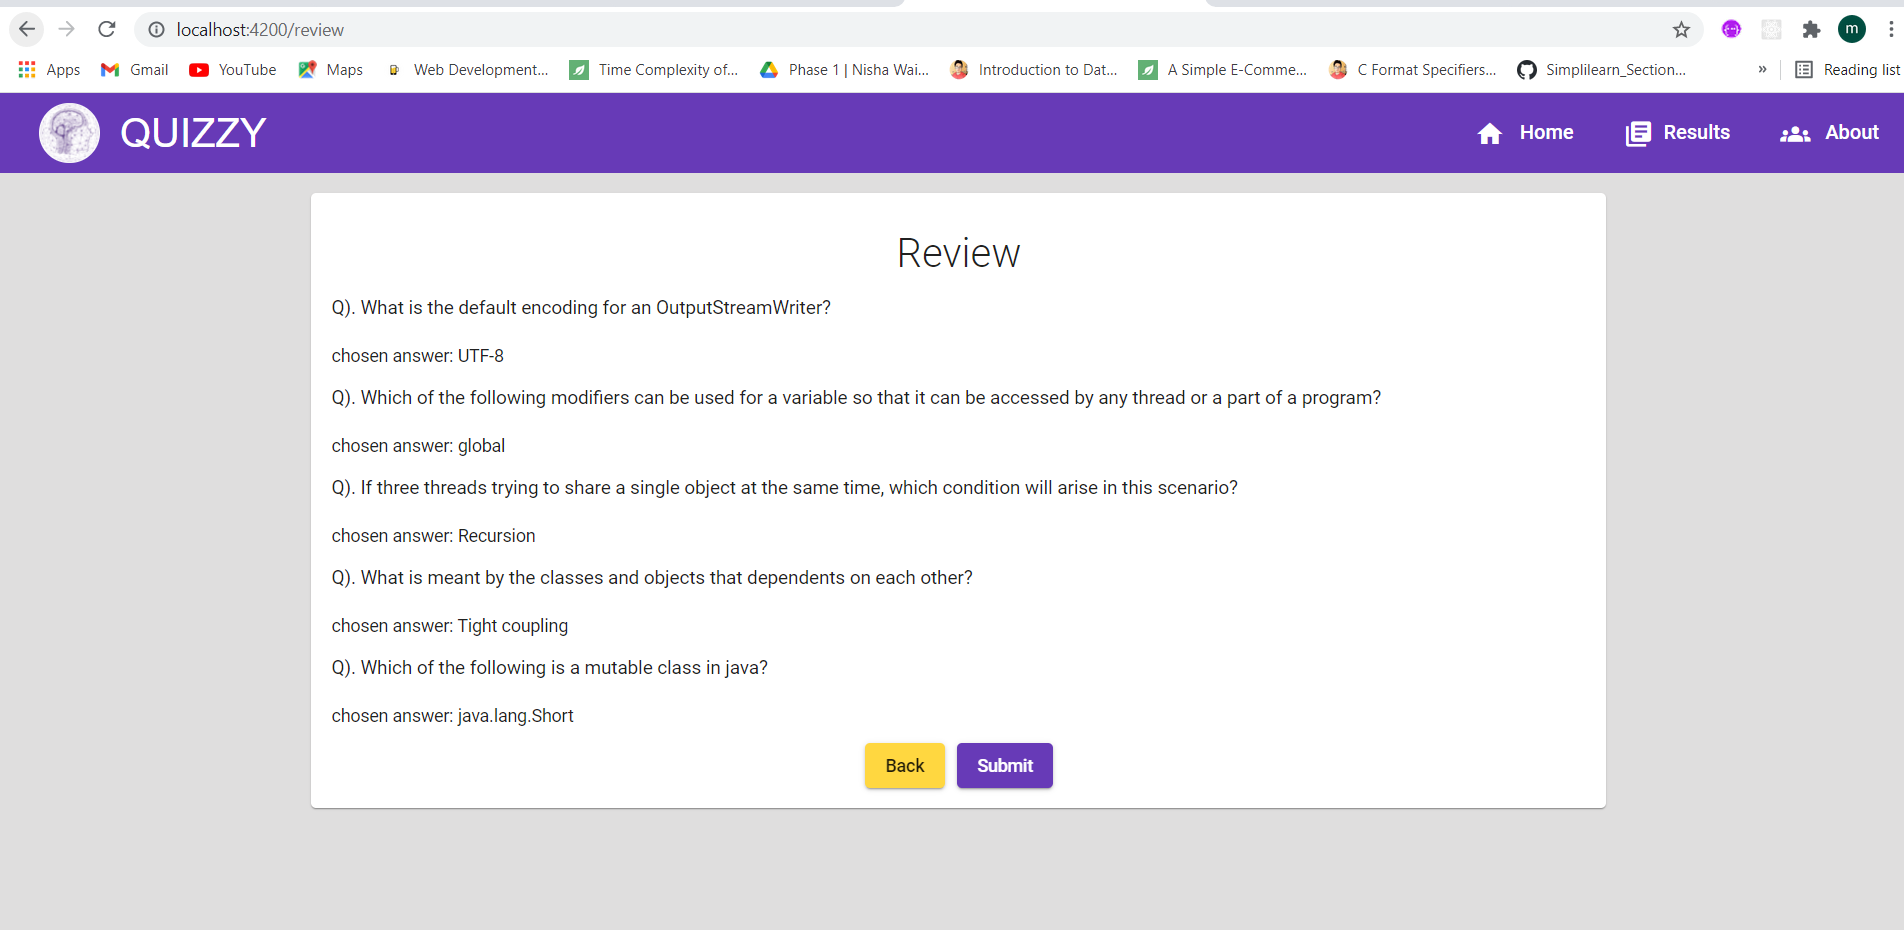 localhost:4200/review
m
Apps Gmail YouTube Maps Web Development... Time Complexity of... Phase 1 | Nisha Wai... Introduction to Dat... A Simple E-Comme... C Format Specifiers... Simplilearn_Section... » Reading list
QUIZZY Home Results About
Review
Q). What is the default encoding for an OutputStreamWriter?
chosen answer: UTF-8
Q). Which of the following modifiers can be used for a variable so that it can be accessed by any thread or a part of a program?
chosen answer: global
Q). If three threads trying to share a single object at the same time, which condition will arise in this scenario?
chosen answer: Recursion
Q). What is meant by the classes and objects that dependents on each other?
chosen answer: Tight coupling
Q). Which of the following is a mutable class in java?
chosen answer: java.lang.Short
Back Submit